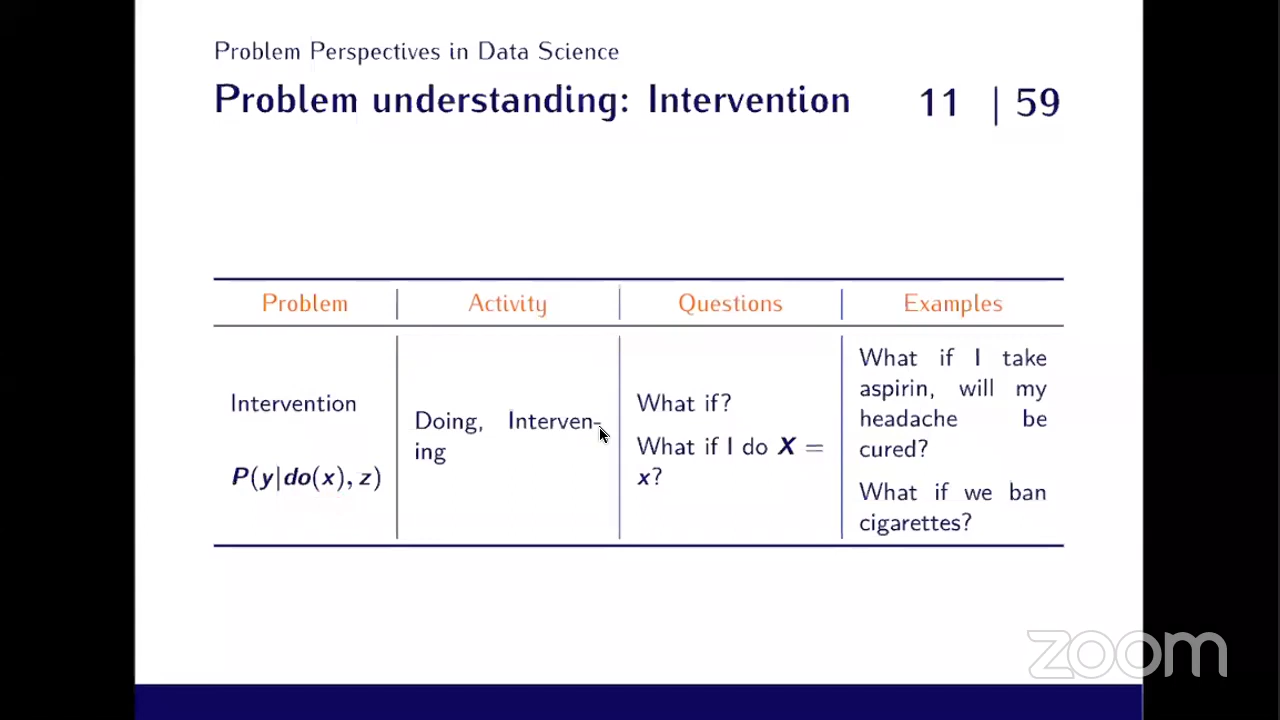 Problem Perspectives in Data Science
Problem understanding: Intervention 11 | 59
Problem Activity Questions Examples
Intervention
P(y|do(x), z)
Doing, Interven-
ing
What if?
What if I do X =
x?
What if I take
aspirin, will my
headache be
cured?
What if we ban
cigarettes?
zoom